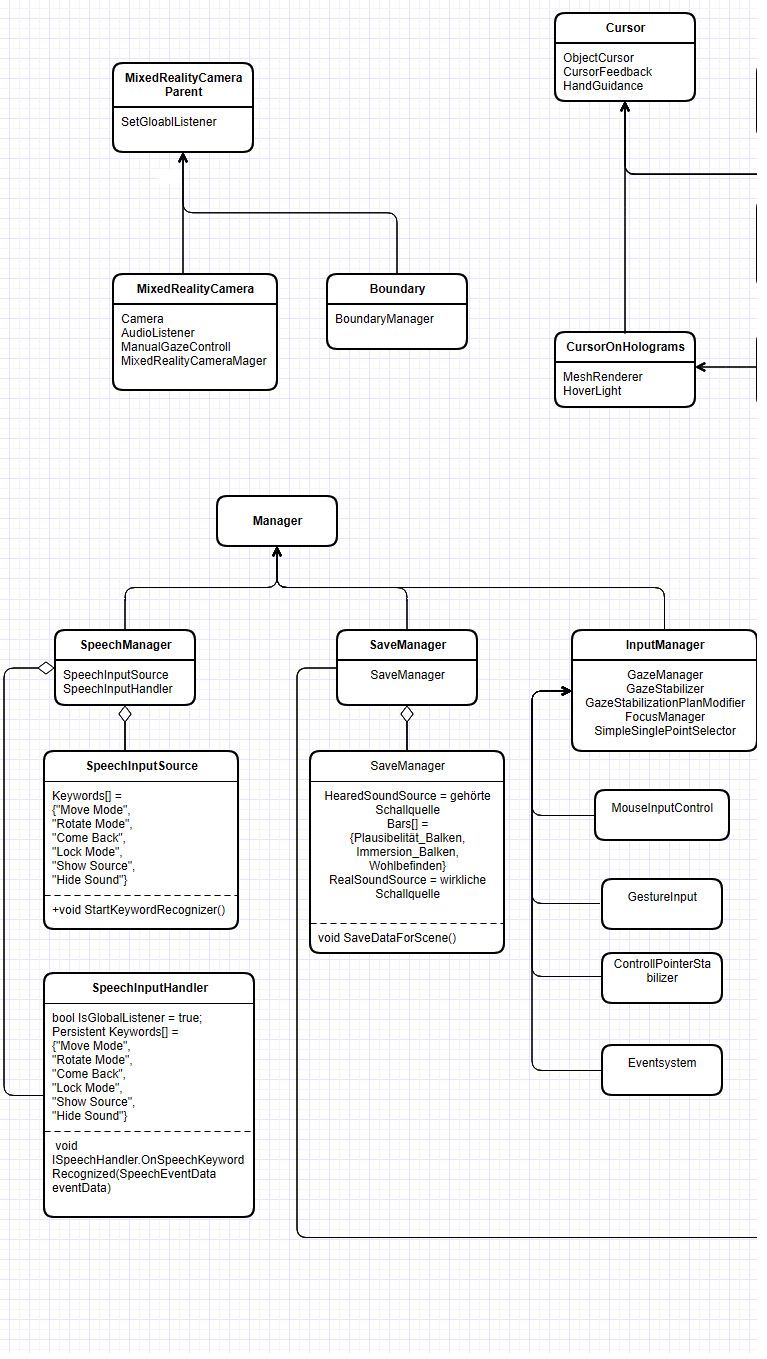 Cursor
ObjectCursor
CursorFeedback
HandGuidance
MixedRealityCamera
Parent
SetGloablListener
MixedRealityCamera
Camera
AudioListener
ManualGazeControll
MixedRealityCameraMager
Boundary
BoundaryManager
CursorOnHolograms
MeshRenderer
HoverLight
Manager
SpeechManager
SpeechInputSource
SpeechInputHandler
SaveManager
SaveManager
InputManager
GazeManager
GazeStabilizer
GazeStabilizationPlanModifier
FocusManager
SimpleSinglePointSelector
SpeechInputSource
Keywords[] =
{"Move Mode",
"Rotate Mode",
"Come Back",
"Lock Mode",
"Show Source",
"Hide Sound"}
+void StartKeywordRecognizer()
SaveManager
HearedSoundSource = gehörte
Schallquelle
Bars[] =
{Plausibelität_Balken,
Immersion_Balken,
Wohlbefinden}
RealSoundSource = wirkliche
Schallquelle
void SaveDataForScene()
MouseInputControl
GestureInput
ControllPointerSta
bilizer
Eventsystem
SpeechInputHandler
bool IsGlobalListener = true;
Persistent Keywords[] =
{"Move Mode",
"Rotate Mode",
"Come Back",
"Lock Mode",
"Show Source",
"Hide Sound"}
void
ISpeechHandler.OnSpeechKeyword
Recognized(SpeechEventData
eventData)